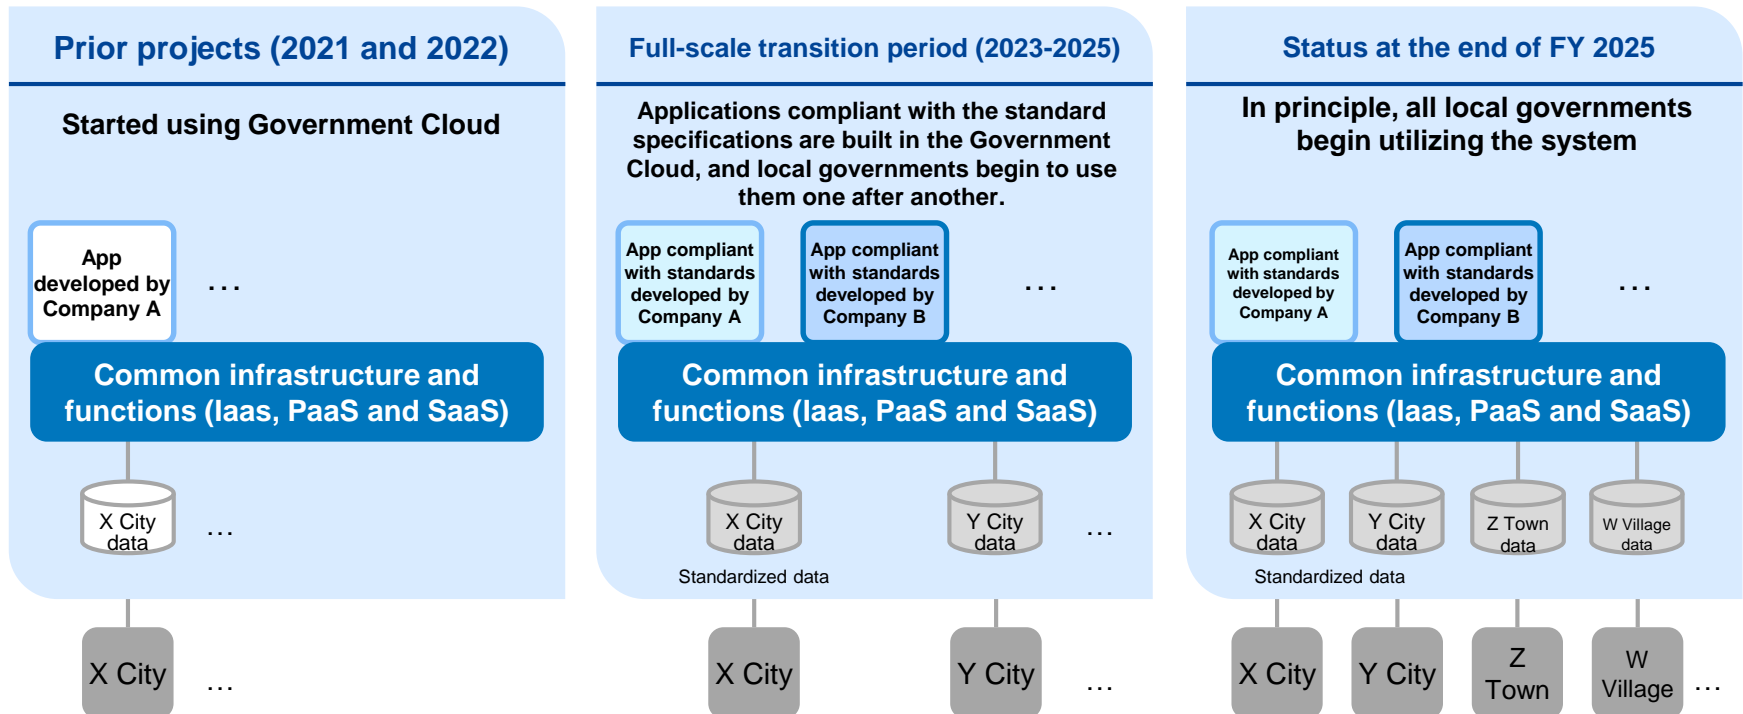 Prior projects (2021 and 2022)
Started using Government Cloud
App
developed by
Company A
...
Common infrastructure and
functions (Iaas, PaaS and SaaS)
X City
data
...
X City
...
Full-scale transition period (2023-2025)
Applications compliant with the standard
specifications are built in the Government
Cloud, and local governments begin to use
them one after another.
App compliant
with standards
developed by
Company A
App compliant
with standards
developed by
Company B
...
Common infrastructure and
functions (Iaas, PaaS and SaaS)
X City
data
Y City
data
...
Standardized data
X City
Y City
...
Status at the end of FY 2025
In principle, all local governments
begin utilizing the system
App compliant
with standards
developed by
Company A
App compliant
with standards
developed by
Company B
...
Common infrastructure and
functions (Iaas, PaaS and SaaS)
X City
data
Y City
data
Z Town
data
W Village
data
Standardized data
X City
Y City
Z
Town
W
Village
...